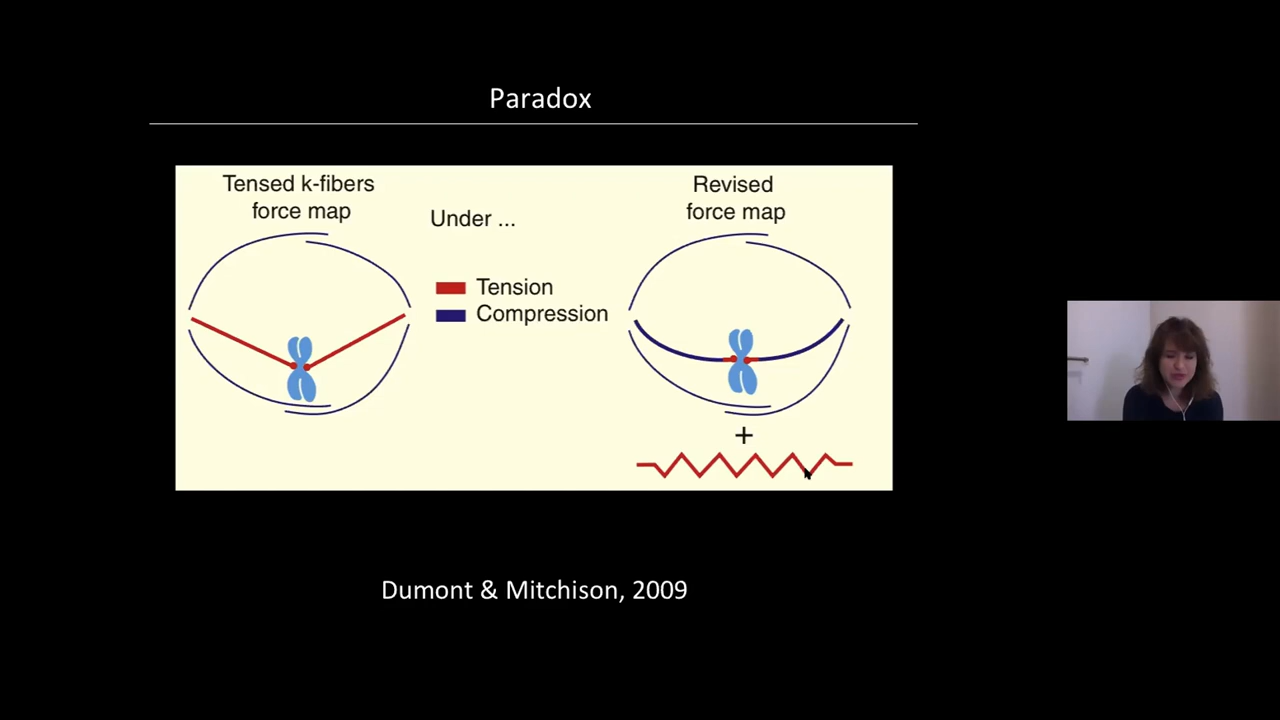 Paradox
Tensed k-fibers
force map
Under ...
Tension
Compression
Revised
force map
+
Dumont & Mitchison, 2009